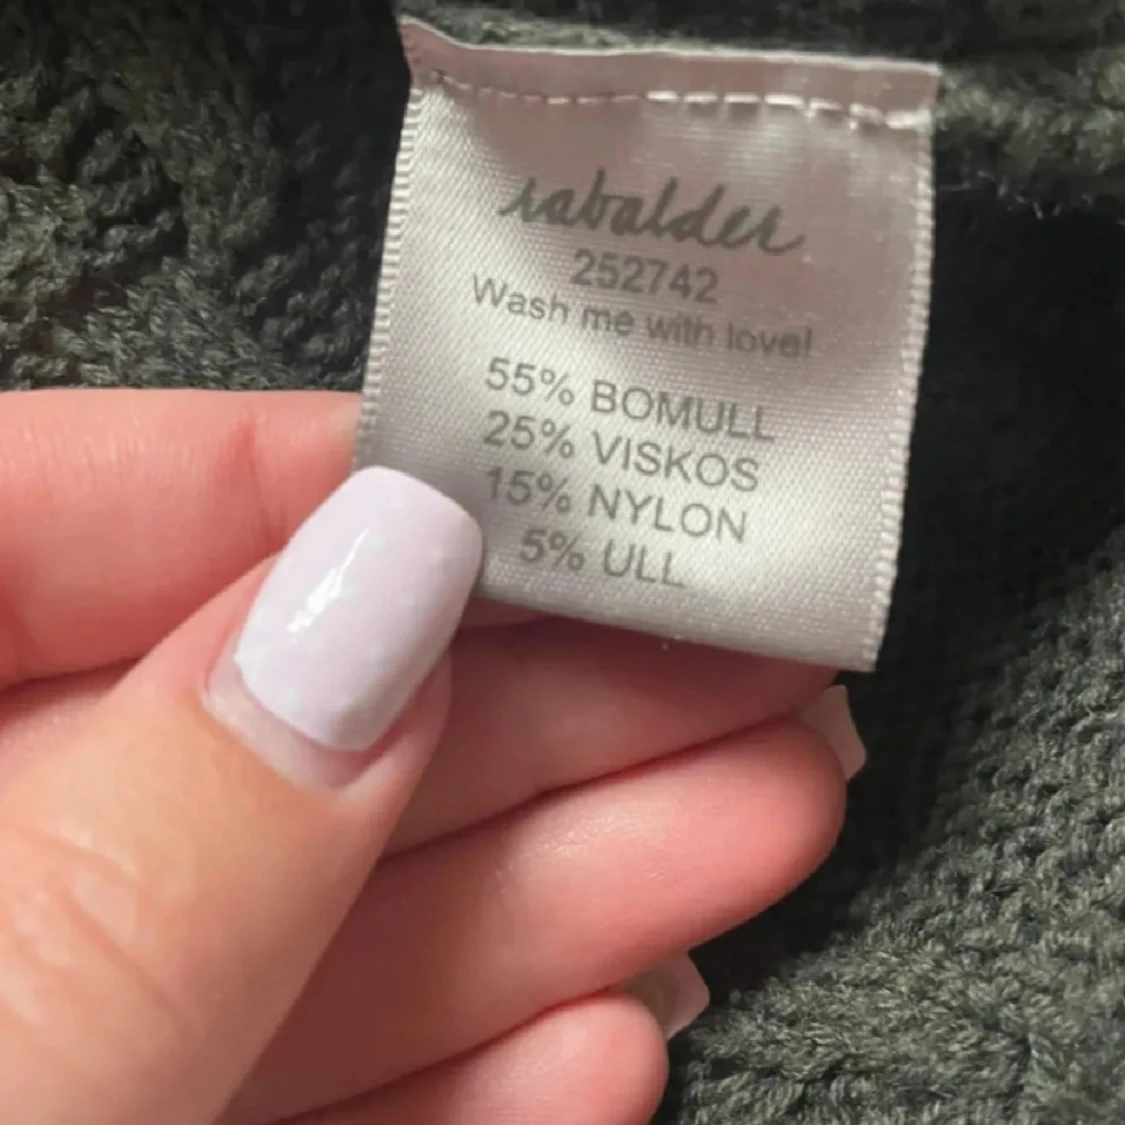 rabalder
252742
Wash me with love!
55% BOMULL
25% VISKOS
15% NYLON
5% ULL